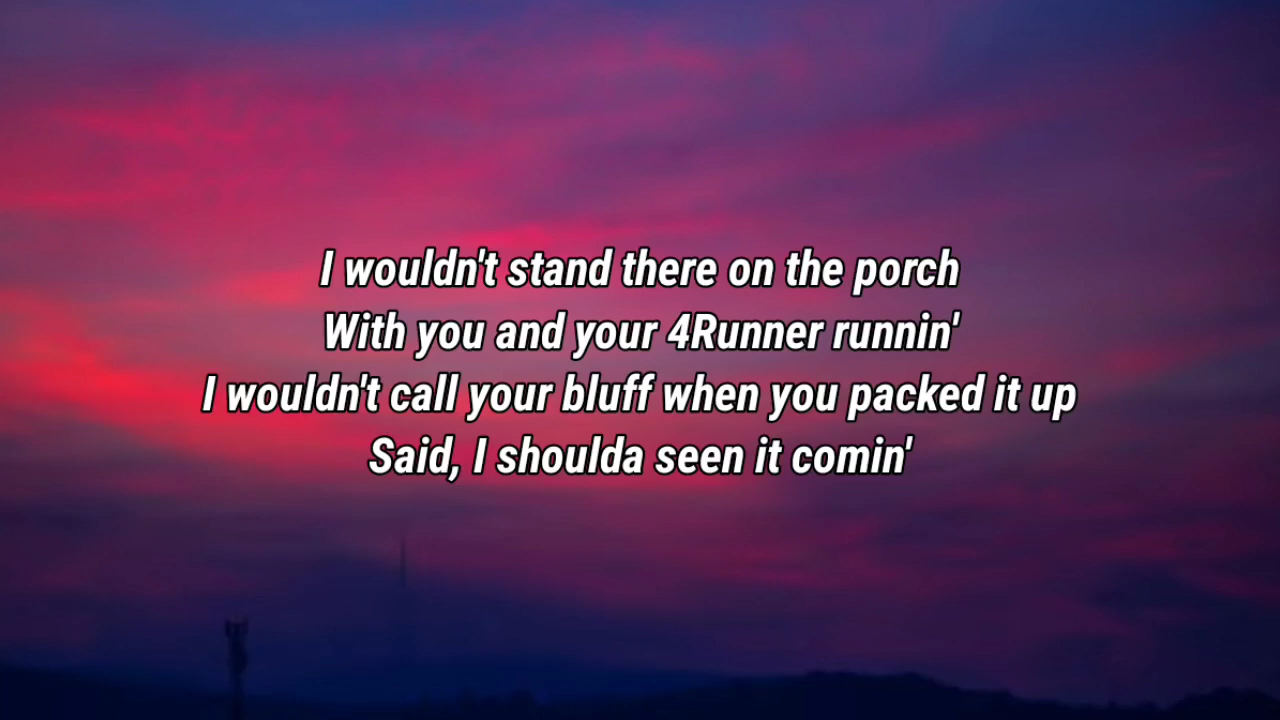 I wouldn't stand there on the porch
With you and your 4Runner runnin'
I wouldn't call your bluff when you packed it up
Said, I shoulda seen it comin'